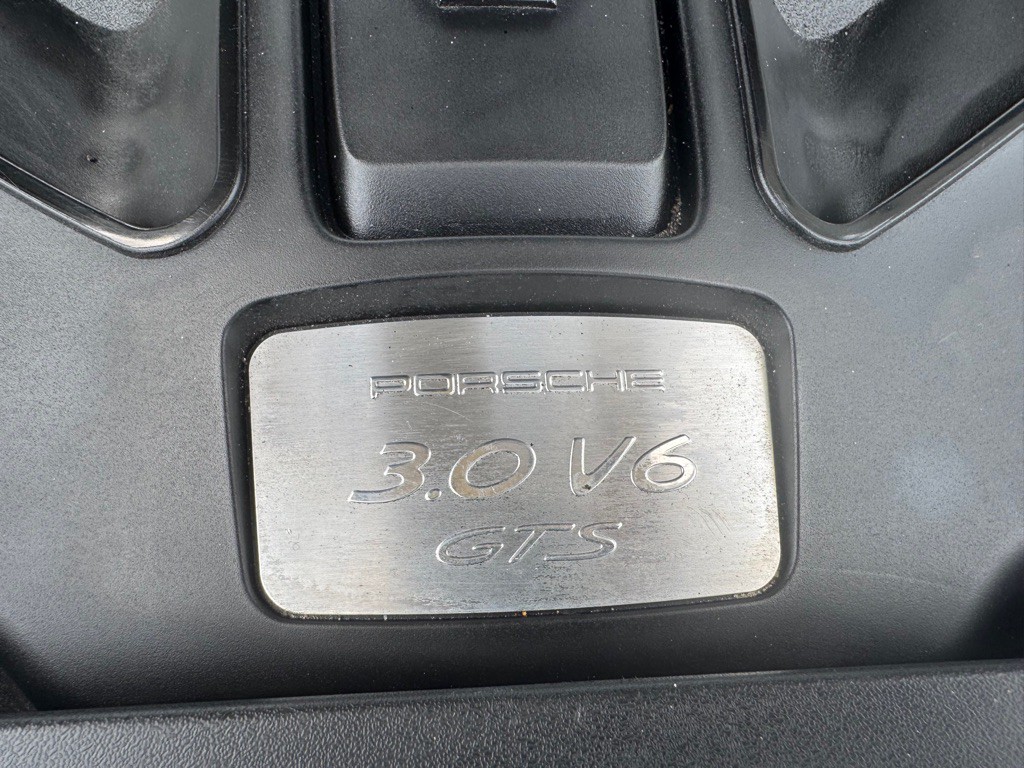 PORSCHE
3.0 V6
GTS